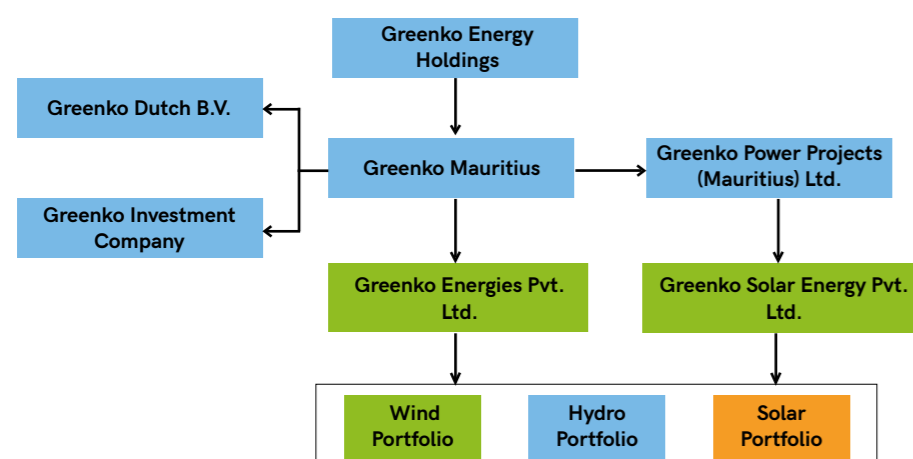 Greenko Energy
Holdings
Greenko Dutch B.V.
Greenko Mauritius
Greenko Power Projects
(Mauritius) Ltd.
Greenko Investment
Company
Greenko Energies Pvt.
Ltd.
Greenko Solar Energy Pvt.
Ltd.
Wind
Portfolio
Hydro
Portfolio
Solar
Portfolio